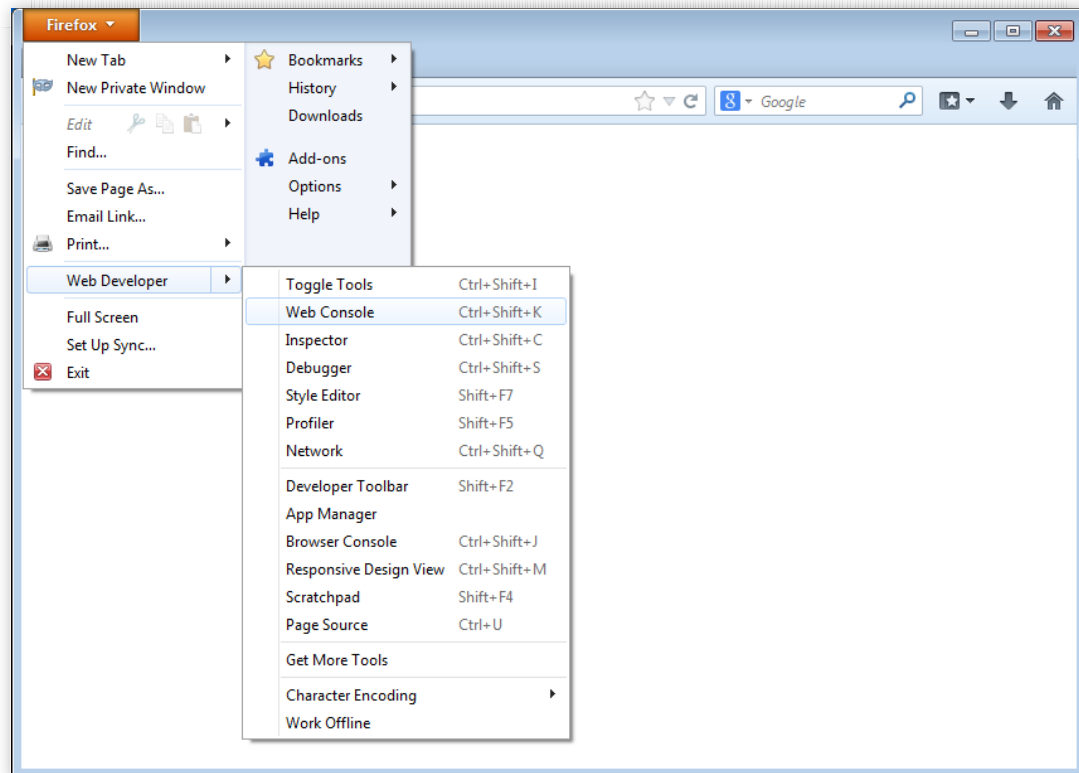 Firefox
New Tab
New Private Window
Edit
Find...
Save Page As...
Email Link...
Print...
Web Developer
Full Screen
Set Up Sync...
Exit
Bookmarks
History
Downloads
Add-ons
Options
Help
8 Google
Toggle Tools Ctrl+Shift+I
Web Console Ctrl+Shift+K
Inspector Ctrl+Shift+C
Debugger Ctrl+Shift+S
Style Editor Shift+F7
Profiler Shift+F5
Network Ctrl+Shift+Q
Developer Toolbar Shift+F2
App Manager
Browser Console Ctrl+Shift+J
Responsive Design View Ctrl+Shift+M
Scratchpad Shift+F4
Page Source Ctrl+U
Get More Tools
Character Encoding
Work Offline